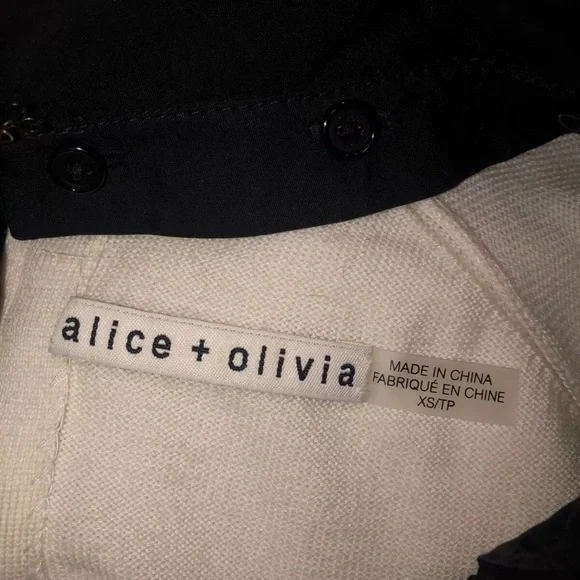 alice + olivia
MADE IN CHINA
FABRIQUÉ EN CHINE
XS/TP